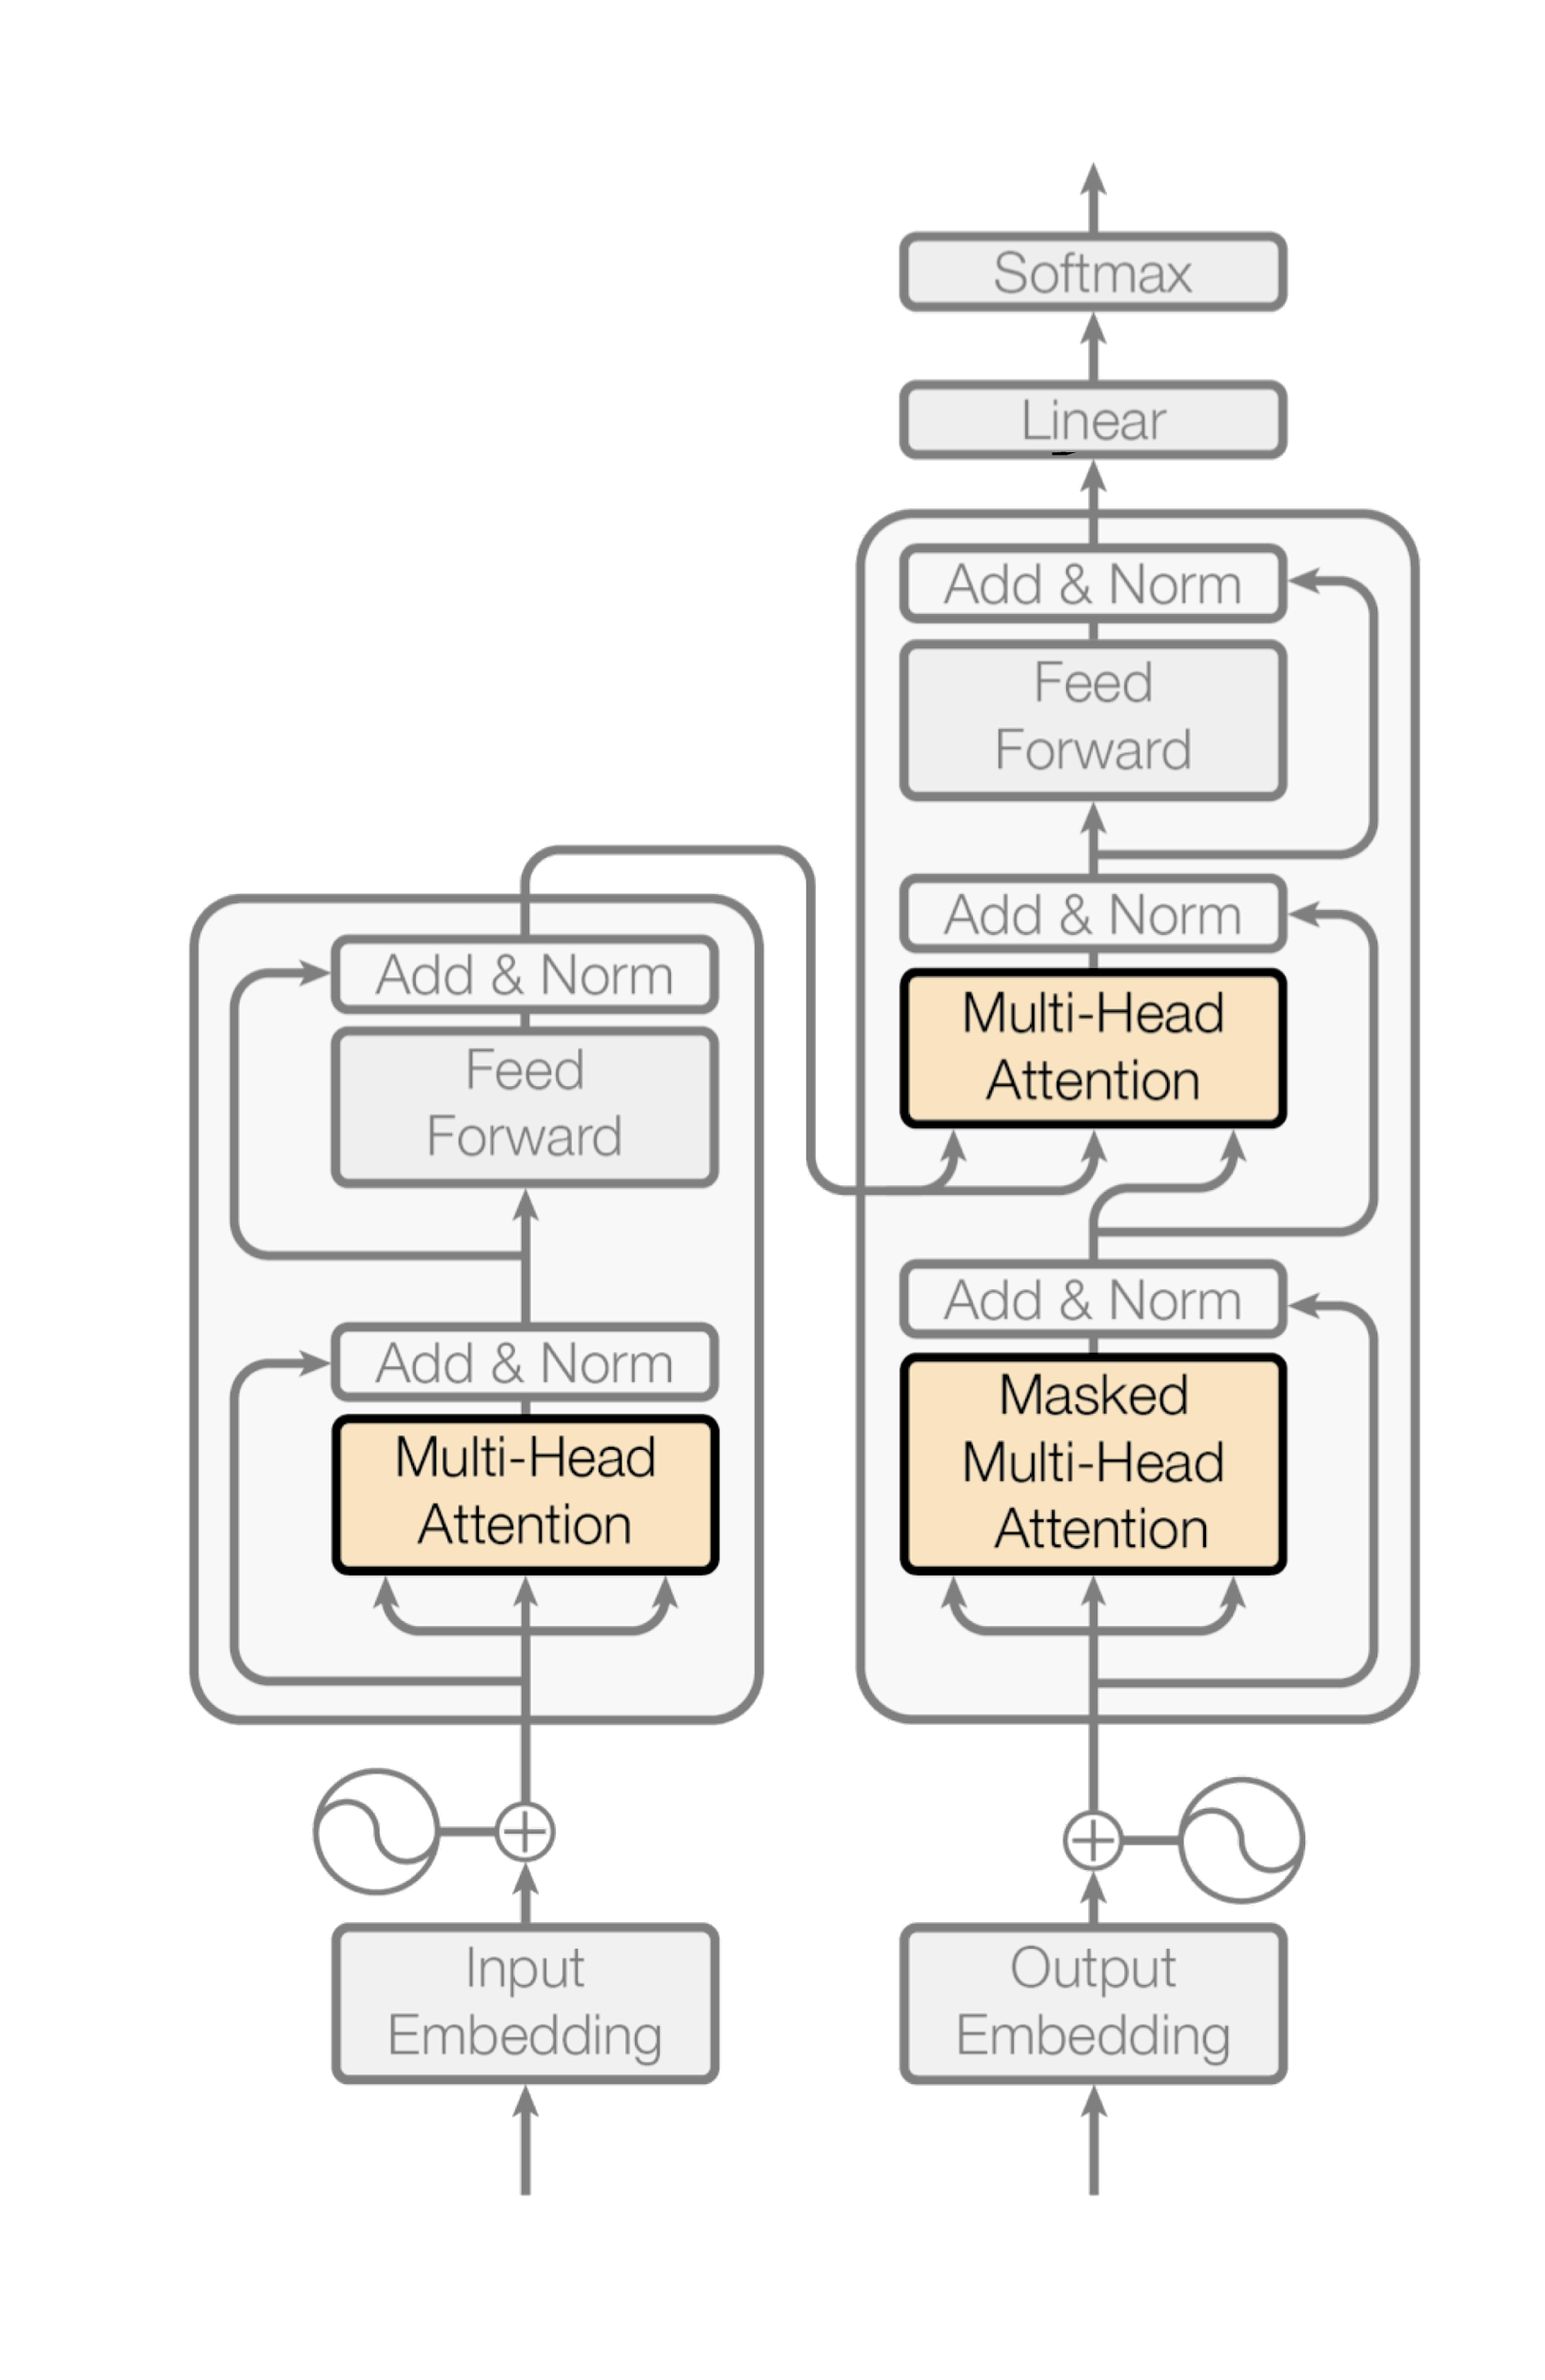 Softmax
Linear
Add & Norm
Feed
Forward
Add & Norm
Multi-Head
Attention
Add & Norm
Masked
Multi-Head
Attention
Output
Embedding
Add & Norm
Feed
Forward
Add & Norm
Multi-Head
Attention
Input
Embedding